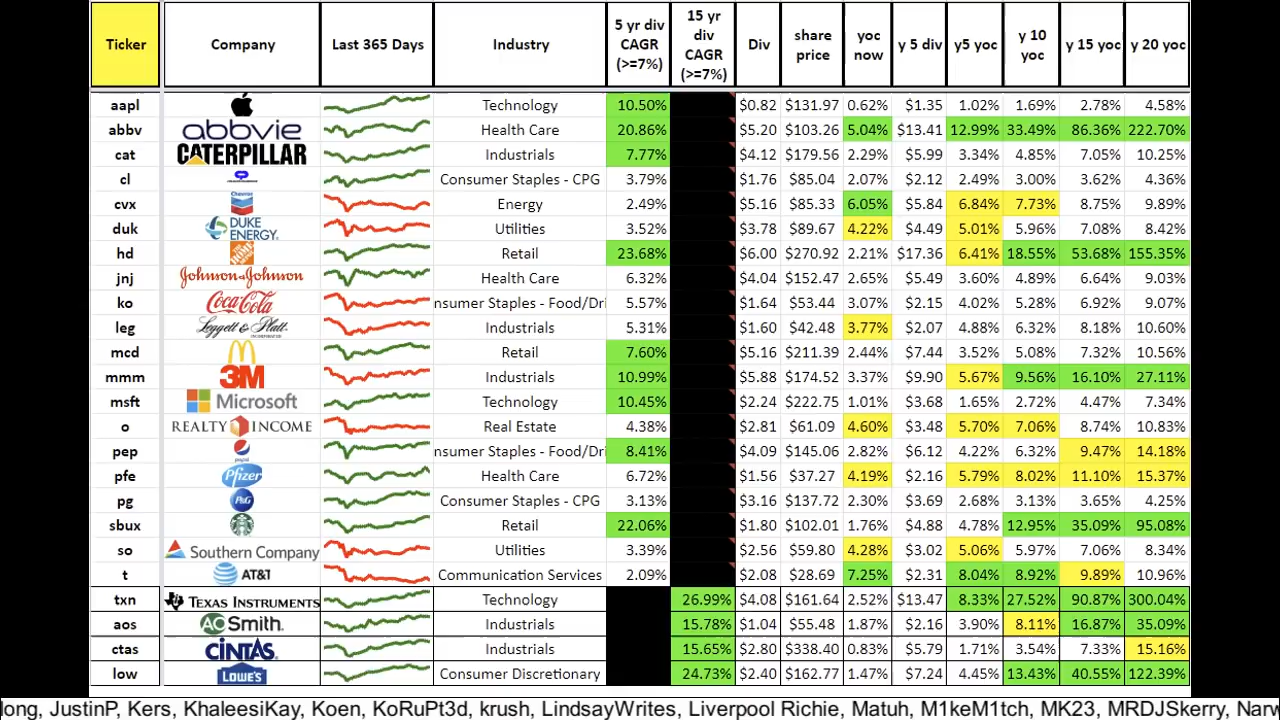 Ticker Company Last 365 Days Industry 5 yr div CAGR (>=7%) 15 yr div CAGR (>=7%) Div share price yoc now y 5 div y5 yoc y 10 yoc y 15 yoc y 20 yoc
aapl Technology 10.50% $0.82 $131.97 0.62% $1.35 1.02% 1.69% 2.78% 4.58%
abbv abbvie Health Care 20.86% $5.20 $103.26 5.04% $13.41 12.99% 33.49% 86.36% 222.70%
cat CATERPILLAR Industrials 7.77% $4.12 $179.56 2.29% $5.99 3.34% 4.85% 7.05% 10.25%
cl Consumer Staples - CPG 3.79% $1.76 $85.04 2.07% $2.12 2.49% 3.00% 3.62% 4.36%
cvx Chevron Energy 2.49% $5.16 $85.33 6.05% $5.84 6.84% 7.73% 8.75% 9.89%
duk DUKE ENERGY. Utilities 3.52% $3.78 $89.67 4.22% $4.49 5.01% 5.96% 7.08% 8.42%
hd Retail 23.68% $6.00 $270.92 2.21% $17.36 6.41% 18.55% 53.68% 155.35%
jnj Johnson & Johnson Health Care 6.32% $4.04 $152.47 2.65% $5.49 3.60% 4.89% 6.64% 9.03%
ko Coca-Cola nsumer Staples - Food/Dri 5.57% $1.64 $53.44 3.07% $2.15 4.02% 5.28% 6.92% 9.07%
leg Leggett & Platt Industrials 5.31% $1.60 $42.48 3.77% $2.07 4.88% 6.32% 8.18% 10.60%
mcd Retail 7.60% $5.16 $211.39 2.44% $7.44 3.52% 5.08% 7.32% 10.56%
mmm 3M Industrials 10.99% $5.88 $174.52 3.37% $9.90 5.67% 9.56% 16.10% 27.11%
msft Microsoft Technology 10.45% $2.24 $222.75 1.01% $3.68 1.65% 2.72% 4.47% 7.34%
o REALTY INCOME Real Estate 4.38% $2.81 $61.09 4.60% $3.48 5.70% 7.06% 8.74% 10.83%
pep nsumer Staples - Food/Dri 8.41% $4.09 $145.06 2.82% $6.12 4.22% 6.32% 9.47% 14.18%
pfe Pfizer Health Care 6.72% $1.56 $37.27 4.19% $2.16 5.79% 8.02% 11.10% 15.37%
pg P&G Consumer Staples - CPG 3.13% $3.16 $137.72 2.30% $3.69 2.68% 3.13% 3.65% 4.25%
sbux Retail 22.06% $1.80 $102.01 1.76% $4.88 4.78% 12.95% 35.09% 95.08%
so Southern Company Utilities 3.39% $2.56 $59.80 4.28% $3.02 5.06% 5.97% 7.06% 8.34%
t AT&T Communication Services 2.09% $2.08 $28.69 7.25% $2.31 8.04% 8.92% 9.89% 10.96%
txn TEXAS INSTRUMENTS Technology 26.99% $4.08 $161.64 2.52% $13.47 8.33% 27.52% 90.87% 300.04%
aos AO Smith. Industrials 15.78% $1.04 $55.48 1.87% $2.16 3.90% 8.11% 16.87% 35.09%
ctas CINTAS. Industrials 15.65% $2.80 $338.40 0.83% $5.79 1.71% 3.54% 7.33% 15.16%
low LOWE'S Consumer Discretionary 24.73% $2.40 $162.77 1.47% $7.24 4.45% 13.43% 40.55% 122.39%
long, JustinP, Kers, KhaleesiKay, Koen, KoRuPt3d, krush, LindsayWrites, Liverpool Richie, Matuh, M1keM1tch, MK23, MRDJSkerry, Narw